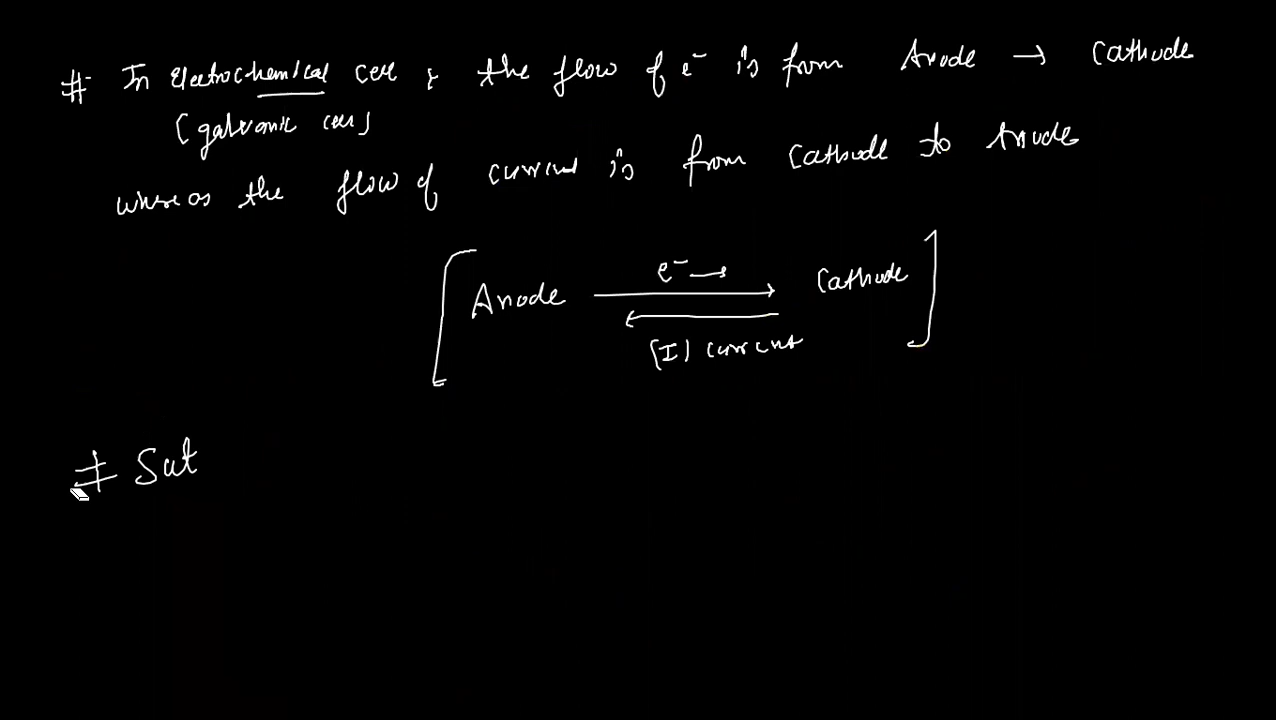 # In Electrochemical cell ; the flow of e⁻ is from Anode → Cathode
(galvanic cell)
whereas the flow of current is from Cathode to Anode
[ Anode e⁻ → Cathode ]
(I) current
# Sat